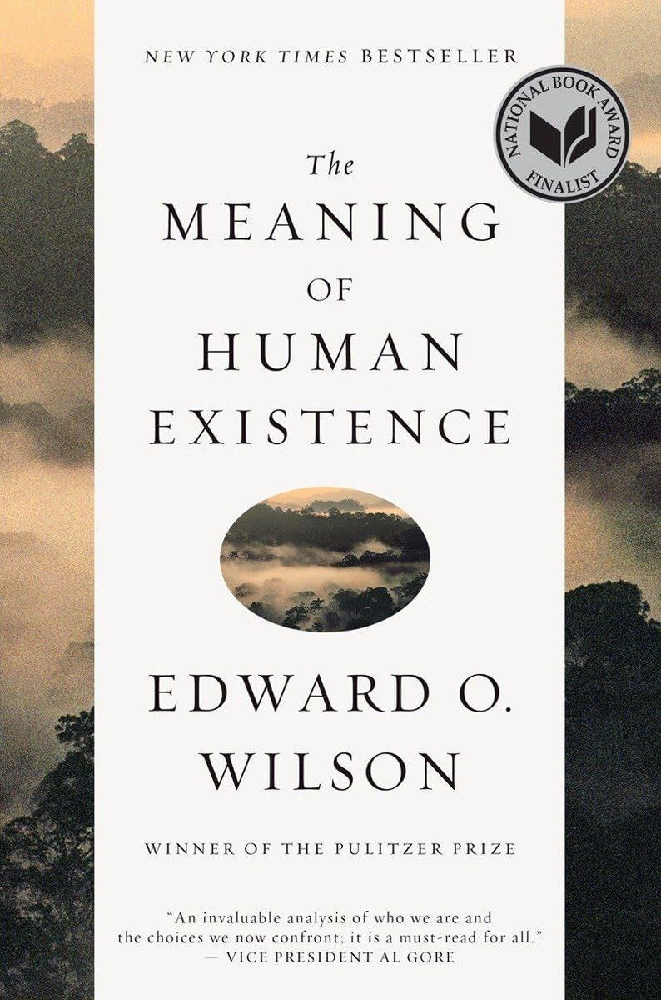 NEW YORK TIMES BESTSELLER
NATIONAL BOOK AWARD
FINALIST
The
MEANING
OF
HUMAN
EXISTENCE
EDWARD O.
WILSON
WINNER OF THE PULITZER PRIZE
“An invaluable analysis of who we are and
the choices we now confront; it is a must-read for all.”
— VICE PRESIDENT AL GORE